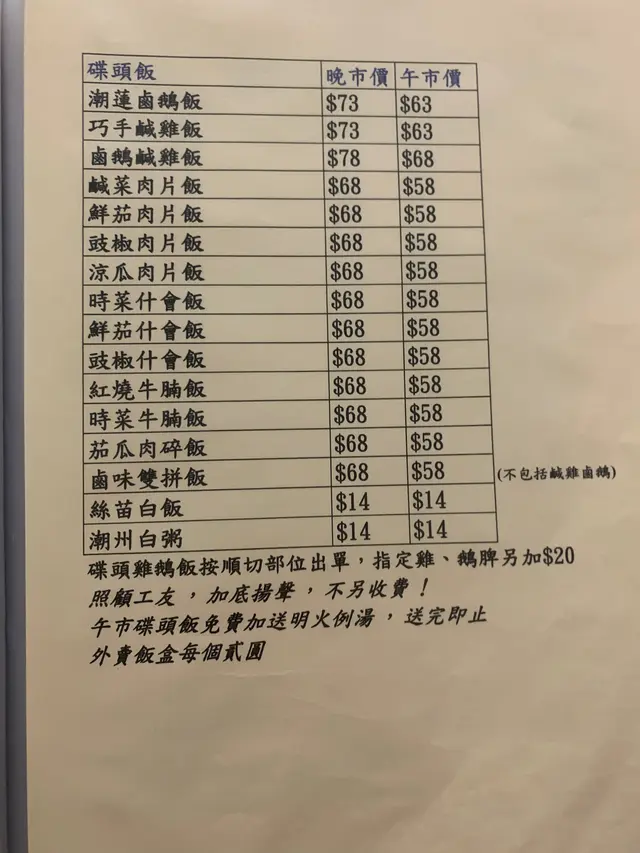 碟頭飯 晚市價 午市價
潮蓮鹵鵝飯 $73 $63
巧手鹹雞飯 $73 $63
鹵鵝鹹雞飯 $78 $68
鹹菜肉片飯 $68 $58
鮮茄肉片飯 $68 $58
豉椒肉片飯 $68 $58
涼瓜肉片飯 $68 $58
時菜什會飯 $68 $58
鮮茄什會飯 $68 $58
豉椒什會飯 $68 $58
紅燒牛腩飯 $68 $58
時菜牛腩飯 $68 $58
茄瓜肉碎飯 $68 $58
鹵味雙拼飯 $68 $58 (不包括鹹雞鹵鵝)
絲苗白飯 $14 $14
潮州白粥 $14 $14
碟頭雞鵝飯按順切部位出單，指定雞、鵝脾另加$20
照顧工友，加底揚聲，不另收費！
午市碟頭飯免費加送明火例湯，送完即止
外賣飯盒每個貳圓